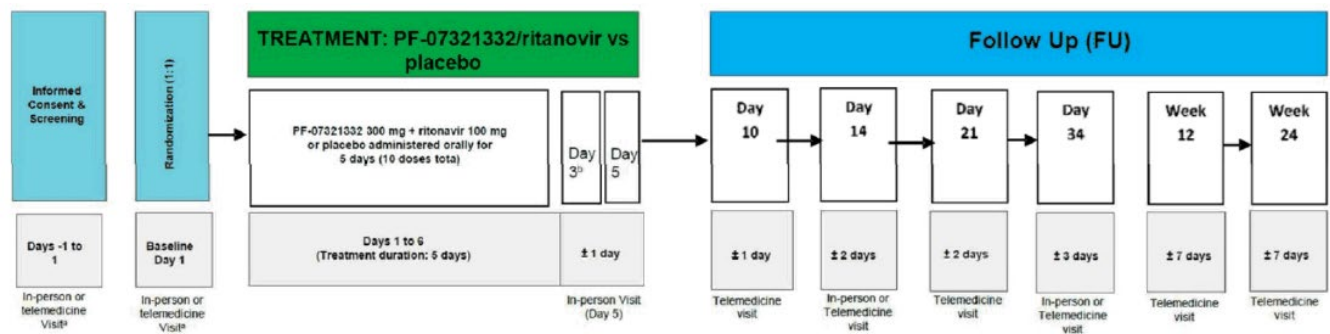 TREATMENT: PF-07321332/ritanovir vs
placebo
Follow Up (FU)
Informed
Consent &
Screening
Randomization (1:1)
PF-07321332 300 mg + ritonavir 100 mg
or placebo administered orally for
5 days (10 doses tota)
Day
3b
Day
5
Day
10
Day
14
Day
21
Day
34
Week
12
Week
24
Days -1 to
1
Baseline
Day 1
Days 1 to 6
(Treatment duration: 5 days)
± 1 day
± 1 day
± 2 days
± 2 days
± 3 days
± 7 days
± 7 days
In-person or
telemedicine
Visitª
In-person or
telemedicine
Visitª
In-person Visit
(Day 5)
Telemedicine
visit
In-person or
Telemedicine
visit
Telemedicine
visit
In-person or
Telemedicine
visit
Telemedicine
visit
Telemedicine
visit